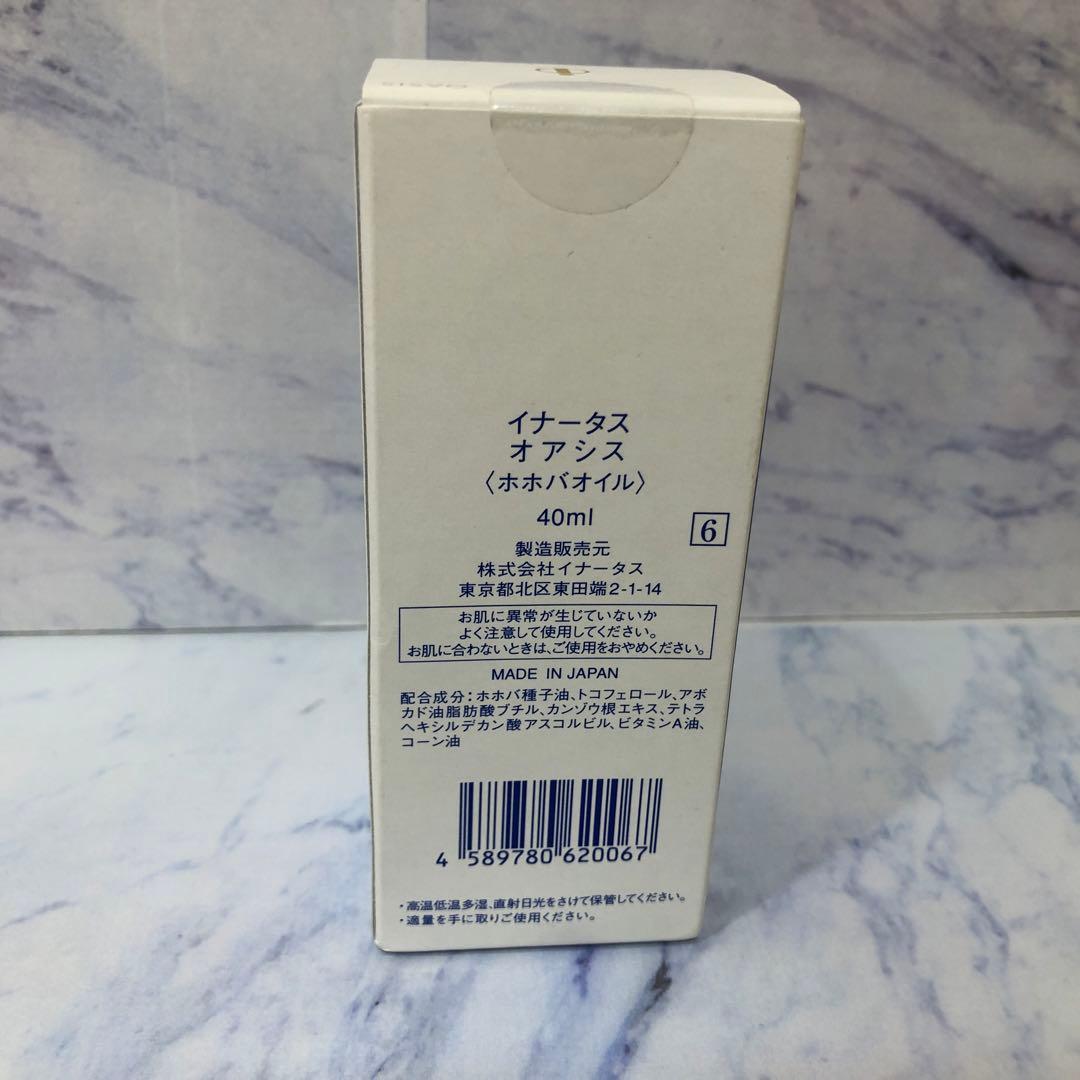 OASIS
イナータス
オアシス
〈ホホバオイル〉
40ml
6
製造販売元
株式会社イナータス
東京都北区東田端2-1-14
お肌に異常が生じていないか
よく注意して使用してください。
お肌に合わないときは、ご使用をおやめください。
MADE IN JAPAN
配合成分：ホホバ種子油、トコフェロール、アボ
カド油脂肪酸ブチル、カンゾウ根エキス、テトラ
ヘキシルデカン酸アスコルビル、ビタミンA油、
コーン油
4 589780 620067
・高温低温多湿、直射日光をさけて保管してください。
・適量を手に取りご使用ください。